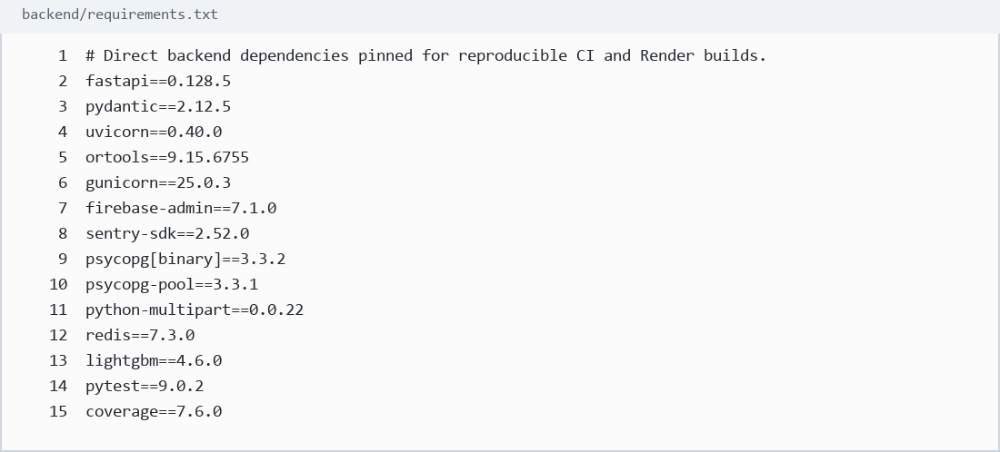 backend/requirements.txt
1 # Direct backend dependencies pinned for reproducible CI and Render builds.
2 fastapi==0.128.5
3 pydantic==2.12.5
4 uvicorn==0.40.0
5 ortools==9.15.6755
6 gunicorn==25.0.3
7 firebase-admin==7.1.0
8 sentry-sdk==2.52.0
9 psycopg[binary]==3.3.2
10 psycopg-pool==3.3.1
11 python-multipart==0.0.22
12 redis==7.3.0
13 lightgbm==4.6.0
14 pytest==9.0.2
15 coverage==7.6.0